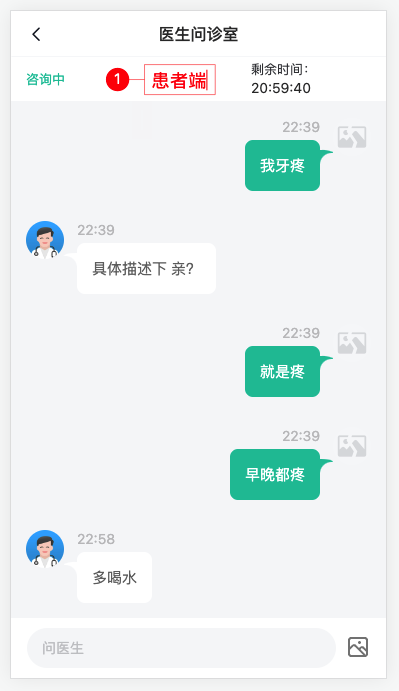 医生问诊室
咨询中
1
患者端
剩余时间：
20:59:40
22:39
我牙疼
22:39
具体描述下 亲?
22:39
就是疼
22:39
早晚都疼
22:58
多喝水
问医生